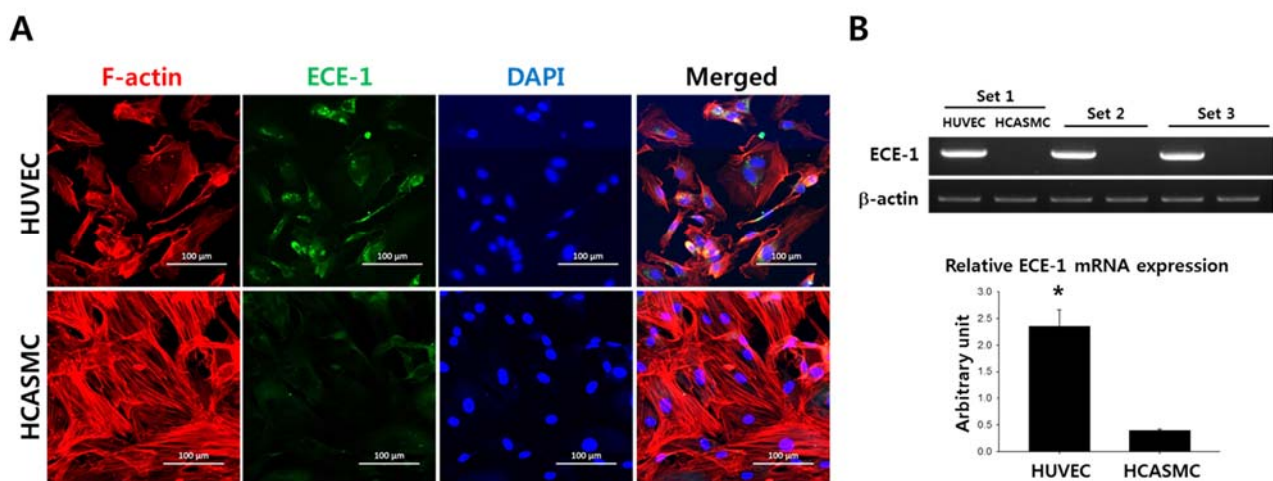 A
F-actin ECE-1 DAPI Merged
HUVEC
100 μm 100 μm 100 μm 100 μm
HCASMC
100 μm 100 μm 100 μm 100 μm
B
Set 1 Set 2 Set 3
HUVEC HCASMC
ECE-1
β-actin
Relative ECE-1 mRNA expression
Arbitrary unit
3.0
*
2.5
2.0
1.5
1.0
0.5
0.0
HUVEC HCASMC